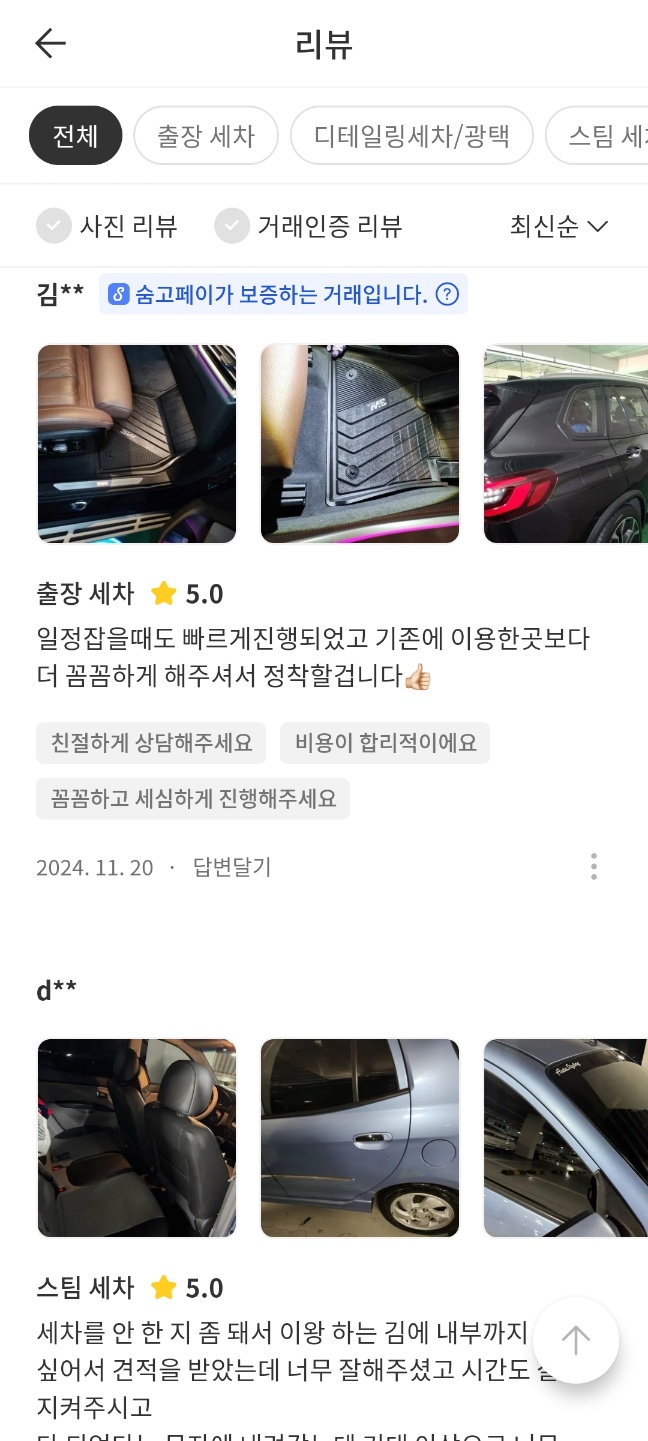 리뷰
전체
출장 세차
디테일링세차/광택
스팀
사진 리뷰
거래인증 리뷰
최신순
김**
숨고페이가 보증하는 거래입니다.
출장 세차 5.0
일정잡을때도 빠르게진행되었고 기존에 이용한곳보다
더 꼼꼼하게 해주셔서 정착할겁니다👍🏼
친절하게 상담해주세요
비용이 합리적이에요
꼼꼼하고 세심하게 진행해주세요
2024. 11. 20 · 답변달기
d**
스팀 세차 5.0
세차를 안 한 지 좀 돼서 이왕 하는 김에 내부까지
싶어서 견적을 받았는데 너무 잘해주셨고 시간도
지켜주시고